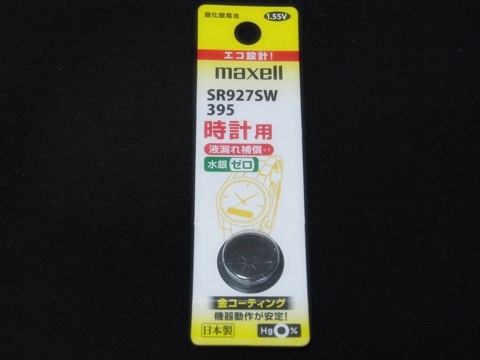 酸化銀電池
1.55V
エコ設計!
maxell
SR927SW
395
時計用
液漏れ補償
水銀ゼロ
金コーティング
機器動作が安定!
日本製
Hg0%